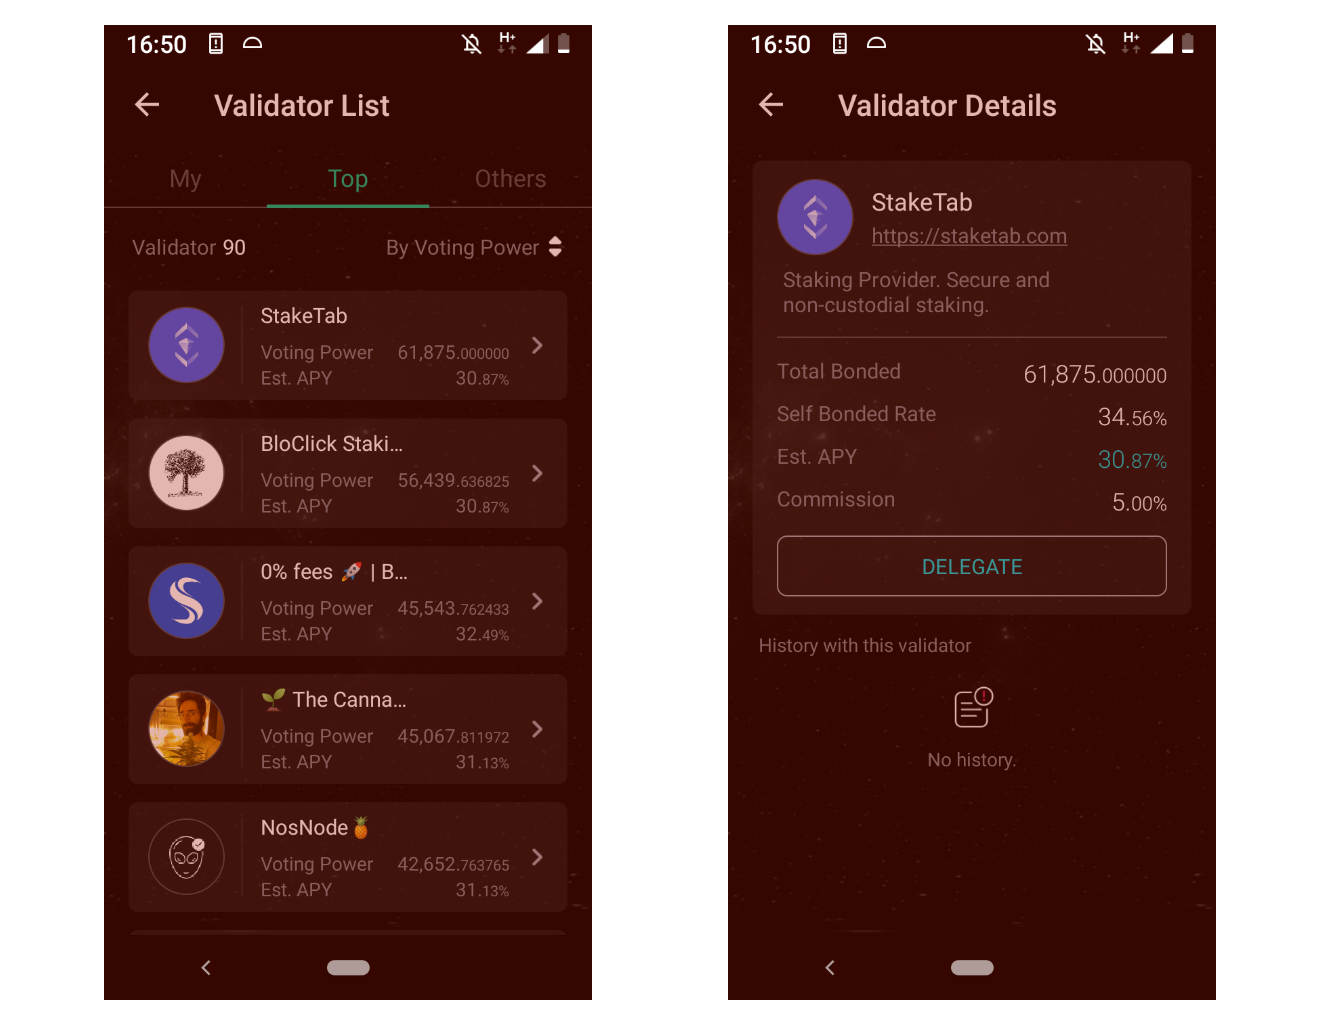 16:50
H+
Validator List
My
Top
Others
Validator 90
By Voting Power
StakeTab
Voting Power 61,875.000000
Est. APY 30.87%
BloClick Staki...
Voting Power 56,439.636825
Est. APY 30.87%
0% fees 🚀 | B...
Voting Power 45,543.762433
Est. APY 32.49%
🌱 The Canna...
Voting Power 45,067.811972
Est. APY 31.13%
NosNode🍍
Voting Power 42,652.763765
Est. APY 31.13%
16:50
H+
Validator Details
StakeTab
https://staketab.com
Staking Provider. Secure and
non-custodial staking.
Total Bonded 61,875.000000
Self Bonded Rate 34.56%
Est. APY 30.87%
Commission 5.00%
DELEGATE
History with this validator
No history.